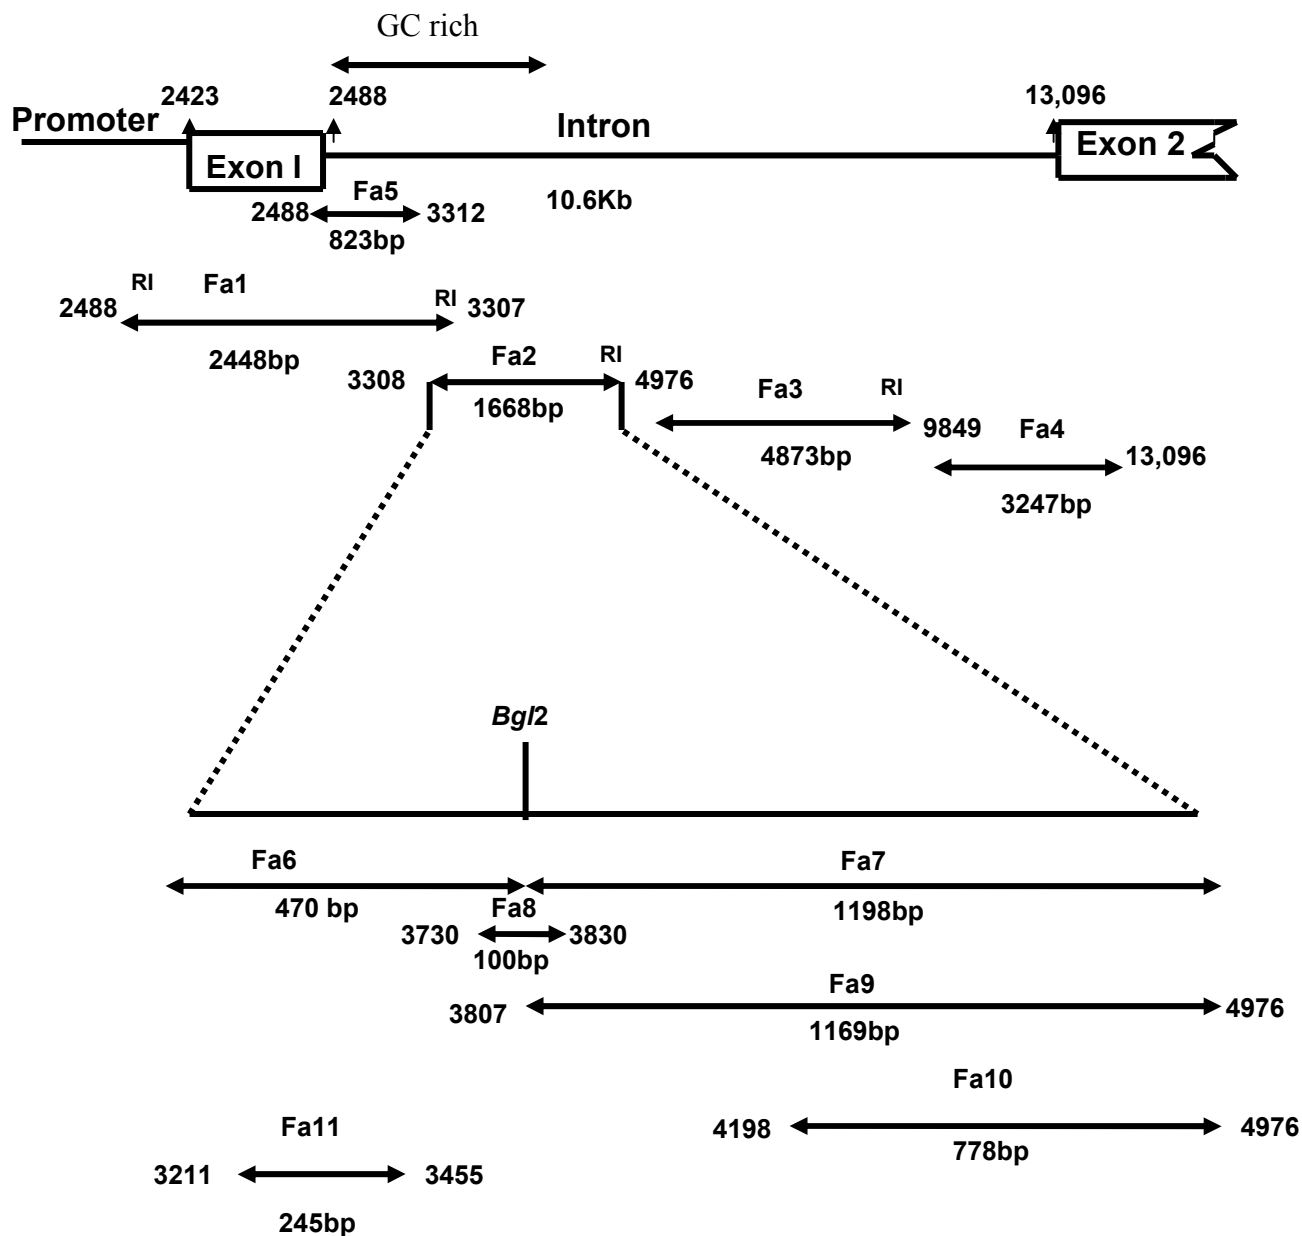 GC rich
2423 2488 13,096
Promoter Intron
Exon I Exon 2
Fa5 10.6Kb
2488 3312
823bp
RI Fa1 RI
2488 3307
2448bp
Fa2 RI
3308 4976
1668bp
Fa3 RI
9849 Fa4
4873bp 13,096
3247bp
Bgl2
Fa6 Fa7
470 bp 1198bp
Fa8
3730 3830
100bp
Fa9
3807 4976
1169bp
Fa10
4198 4976
778bp
Fa11
3211 3455
245bp